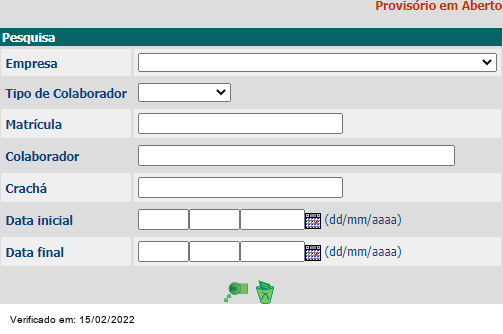 Provisório em Aberto
Pesquisa
Empresa
Tipo de Colaborador
Matrícula
Colaborador
Crachá
Data inicial (dd/mm/aaaa)
Data final (dd/mm/aaaa)
Verificado em: 15/02/2022